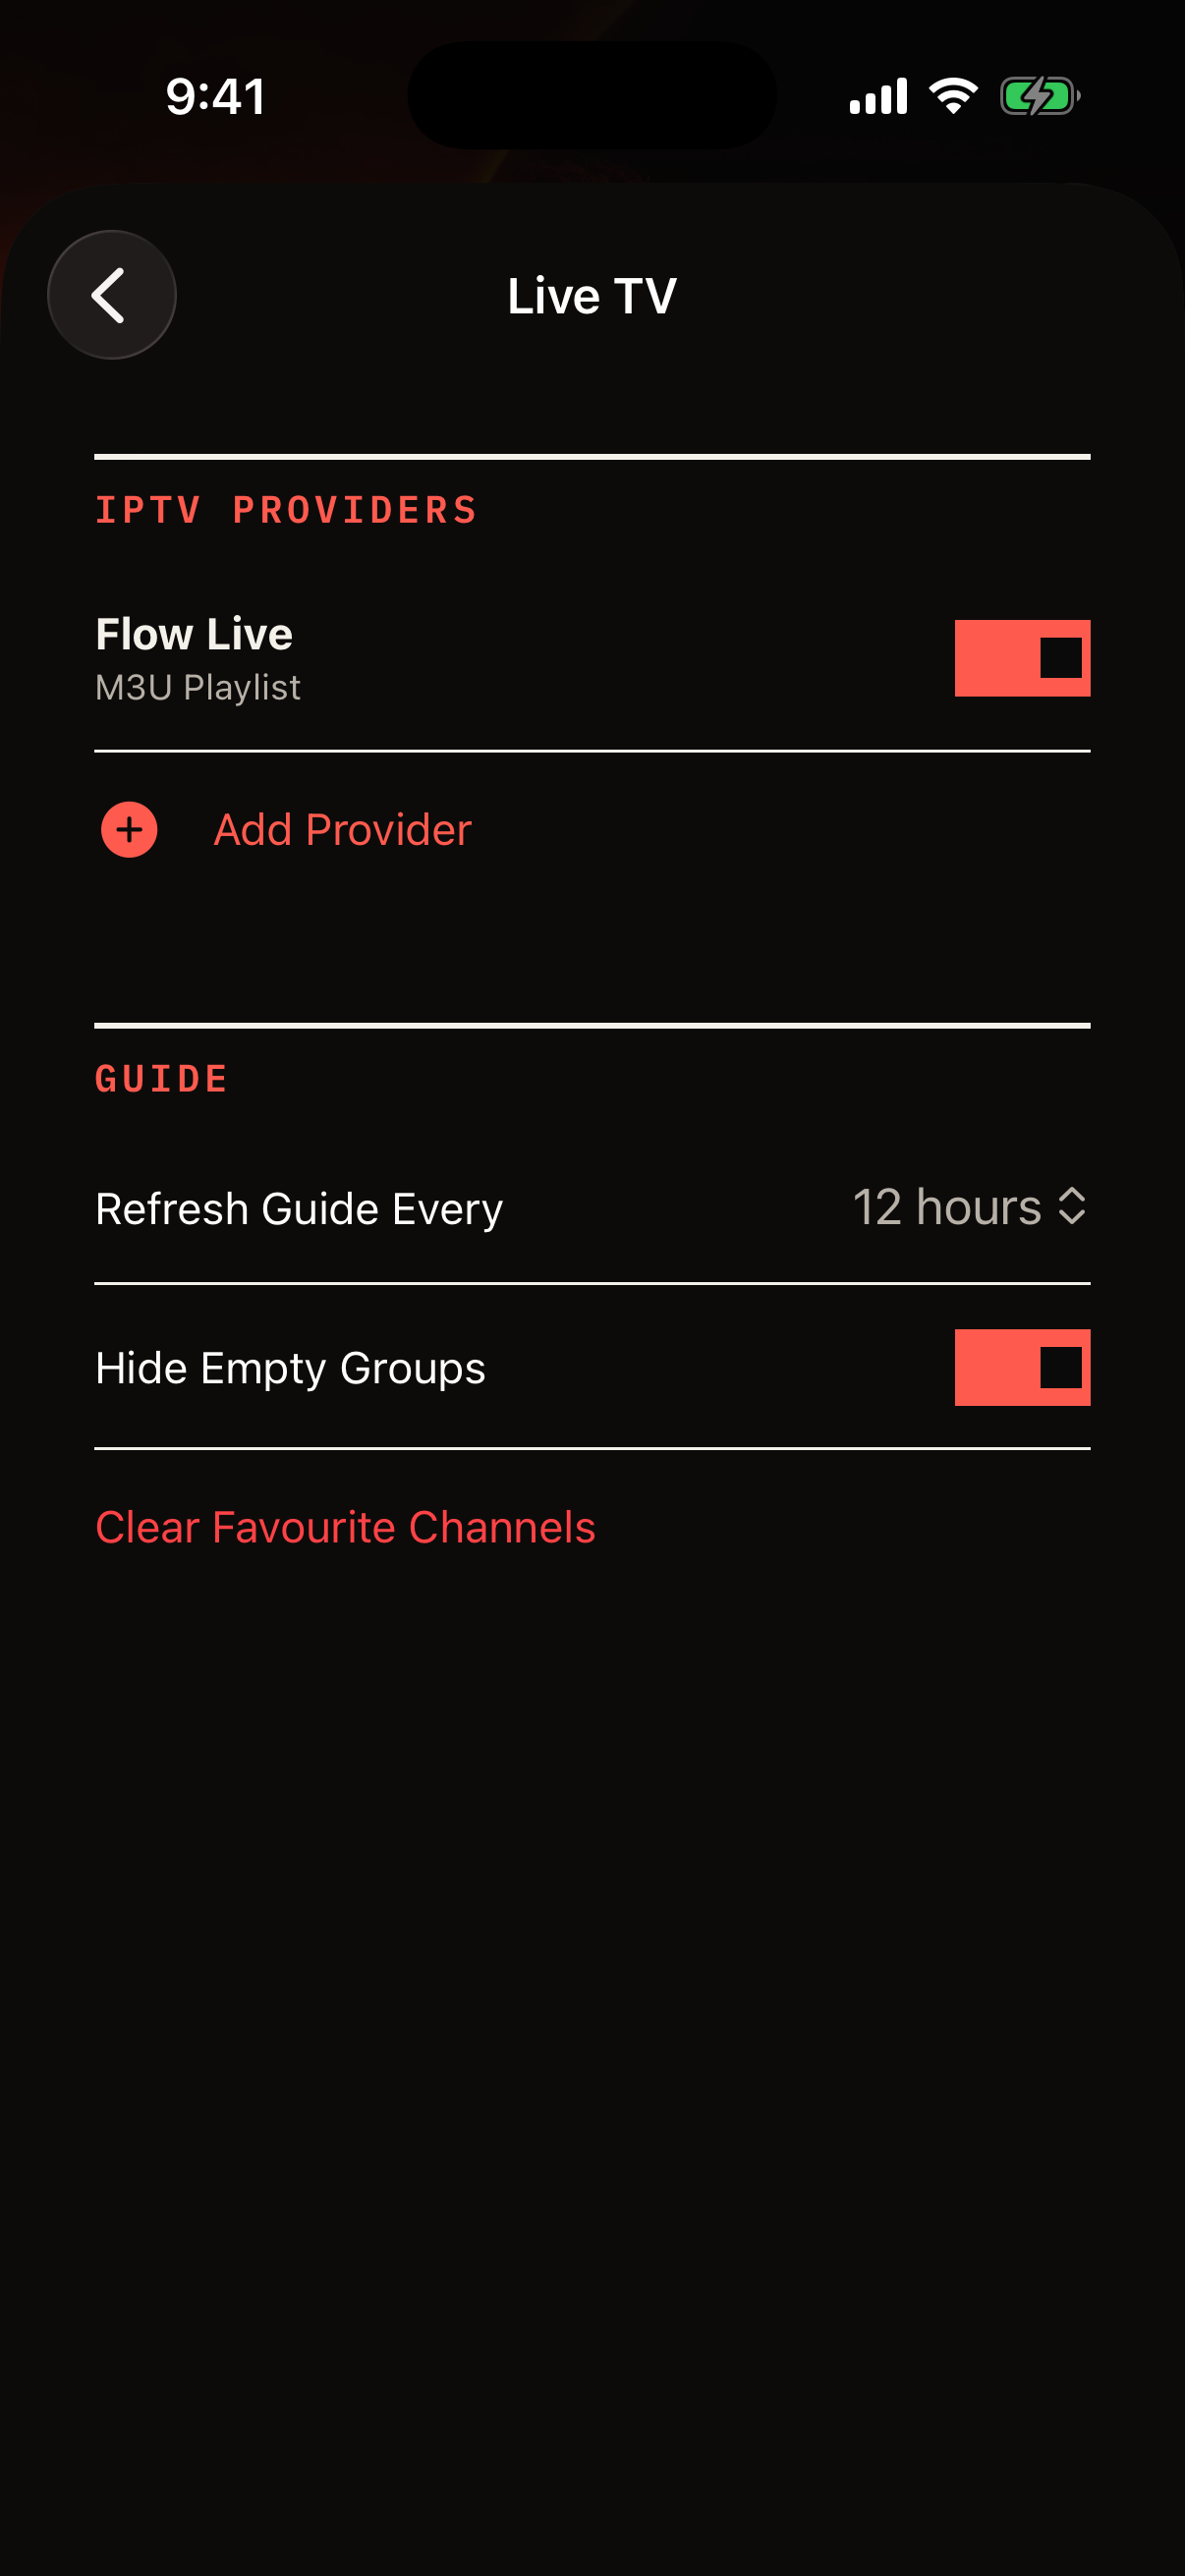 9:41
Live TV
IPTV PROVIDERS
Flow Live
M3U Playlist
Add Provider
GUIDE
Refresh Guide Every
12 hours
Hide Empty Groups
Clear Favourite Channels